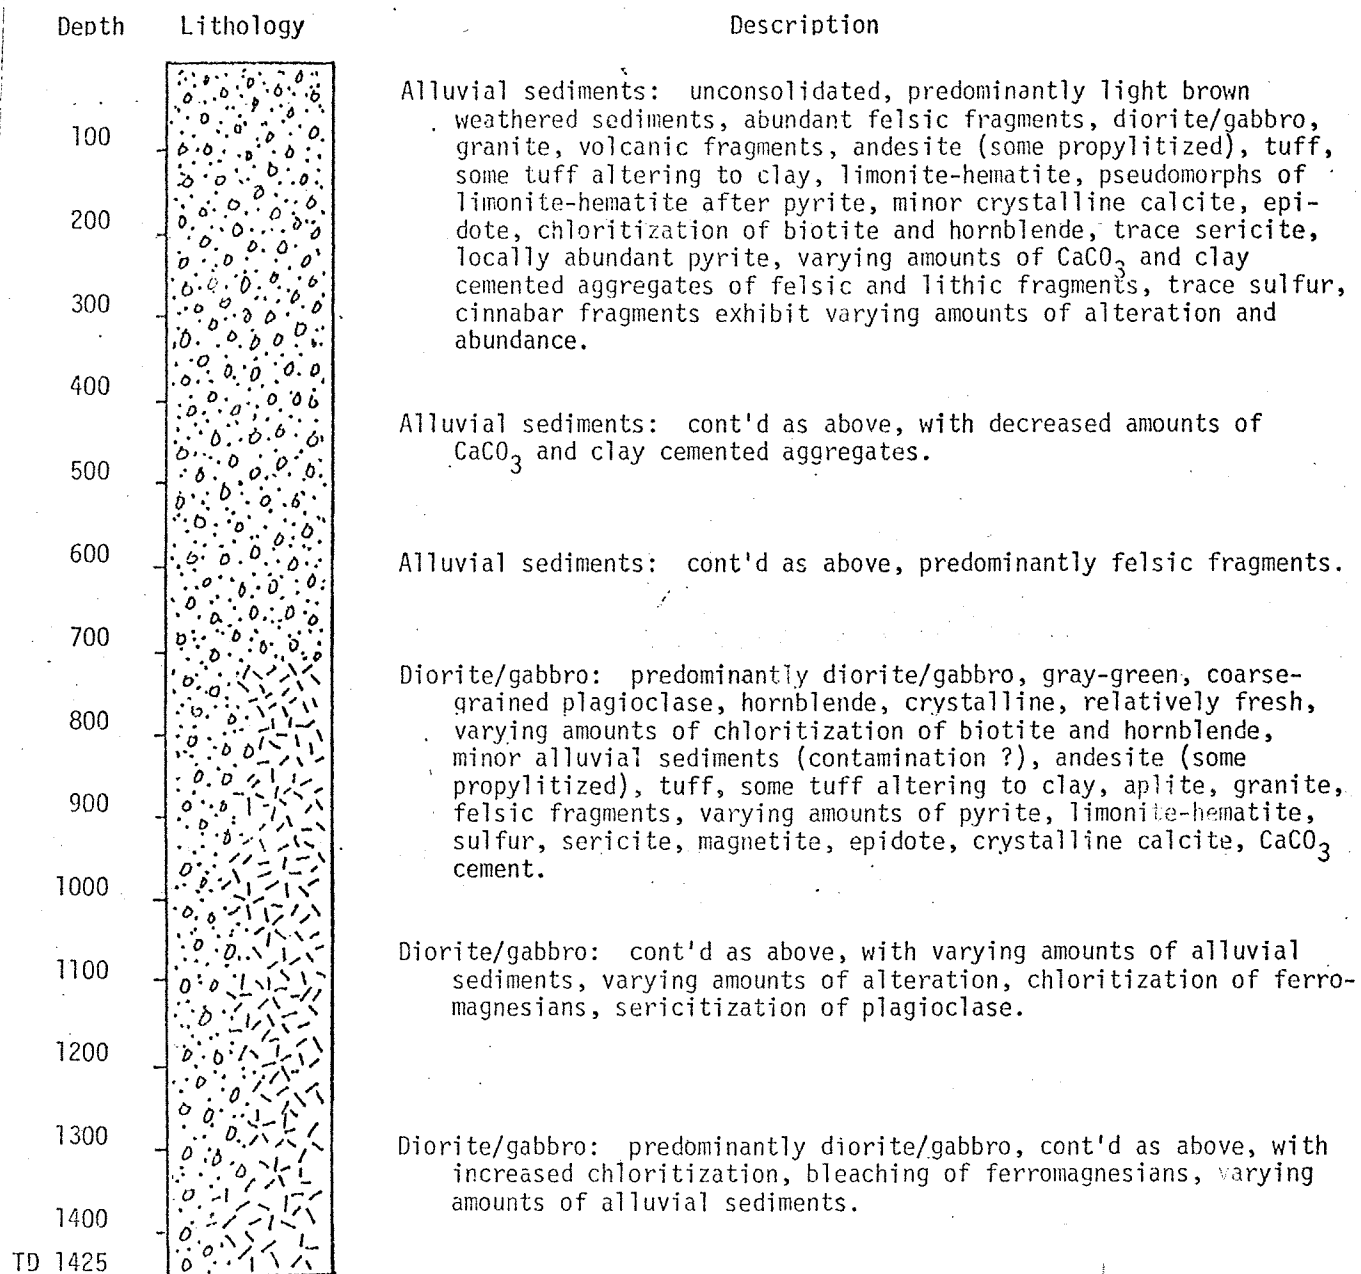 Depth Lithology Description
Alluvial sediments: unconsolidated, predominantly light brown
100 weathered sediments, abundant felsic fragments, diorite/gabbro,
granite, volcanic fragments, andesite (some propylitized), tuff,
some tuff altering to clay, limonite-hematite, pseudomorphs of
200 limonite-hematite after pyrite, minor crystalline calcite, epi-
dote, chloritization of biotite and hornblende, trace sericite,
locally abundant pyrite, varying amounts of CaCO3 and clay
cemented aggregates of felsic and lithic fragments, trace sulfur,
300 cinnabar fragments exhibit varying amounts of alteration and
abundance.
400
Alluvial sediments: cont'd as above, with decreased amounts of
CaCO3 and clay cemented aggregates.
500
600 Alluvial sediments: cont'd as above, predominantly felsic fragments.
700
Diorite/gabbro: predominantly diorite/gabbro, gray-green, coarse-
grained plagioclase, hornblende, crystalline, relatively fresh,
800 varying amounts of chloritization of biotite and hornblende,
minor alluvial sediments (contamination ?), andesite (some
propylitized), tuff, some tuff altering to clay, aplite, granite,
900 felsic fragments, varying amounts of pyrite, limonite-hematite,
sulfur, sericite, magnetite, epidote, crystalline calcite, CaCO3
cement.
1000
Diorite/gabbro: cont'd as above, with varying amounts of alluvial
1100 sediments, varying amounts of alteration, chloritization of ferro-
magnesians, sericitization of plagioclase.
1200
1300 Diorite/gabbro: predominantly diorite/gabbro, cont'd as above, with
increased chloritization, bleaching of ferromagnesians, varying
amounts of alluvial sediments.
1400
TD 1425